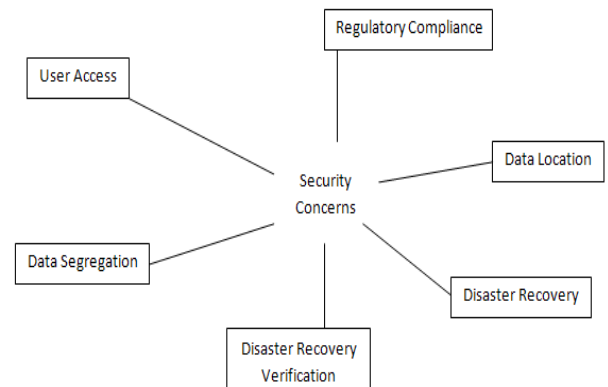 Regulatory Compliance
User Access
Data Location
Security
Concerns
Data Segregation
Disaster Recovery
Disaster Recovery
Verification